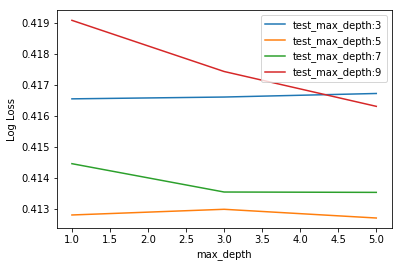 0.419
0.418
0.417
0.416
0.415
0.414
0.413
Log Loss
test_max_depth:3
test_max_depth:5
test_max_depth:7
test_max_depth:9
1.0 1.5 2.0 2.5 3.0 3.5 4.0 4.5 5.0
max_depth